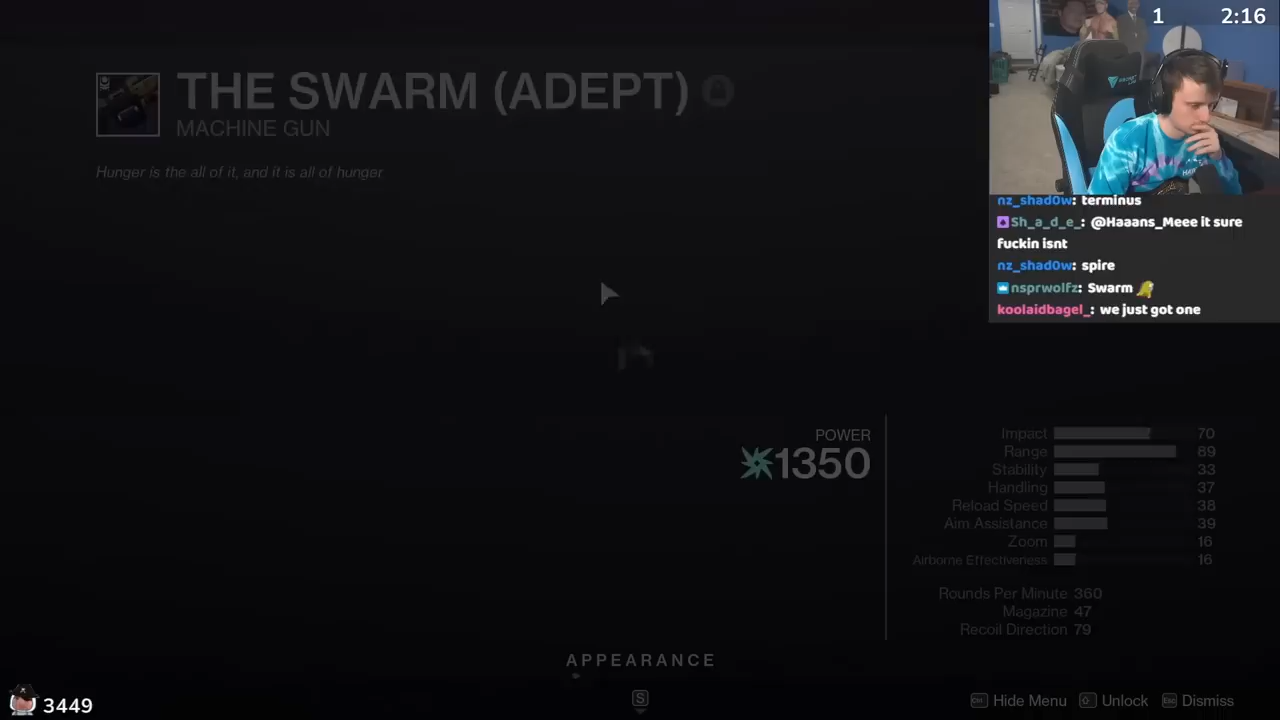 1 2:16
THE SWARM (ADEPT)
MACHINE GUN
Hunger is the all of it, and it is all of hunger
nz_shad0w: terminus
Sh_a_d_e_: @Haaans_Meee it sure
fuckin isnt
nz_shad0w: spire
nsprwolfz: Swarm
koolaidbagel_: we just got one
POWER
1350
Impact 70
Range 89
Stability 33
Handling 37
Reload Speed 38
Aim Assistance 39
Zoom 16
Airborne Effectiveness 16
Rounds Per Minute 360
Magazine 47
Recoil Direction 79
APPEARANCE
S
Hide Menu Unlock Dismiss
3449